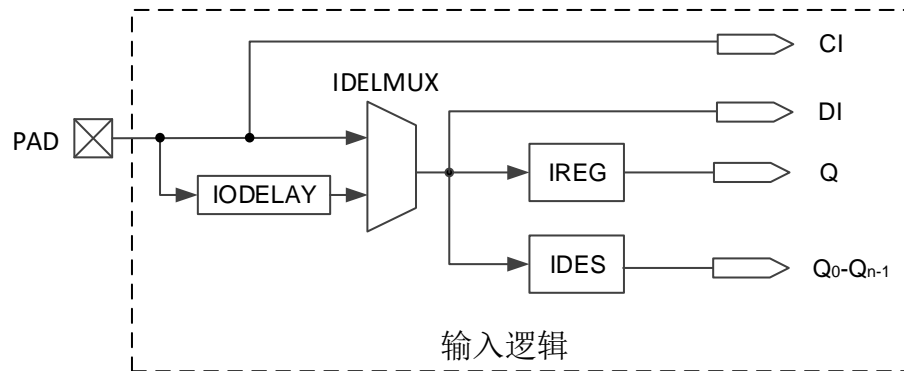 CI
IDELMUX
DI
PAD
IREG
Q
IODELAY
IDES
Q0-Qn-1
输入逻辑